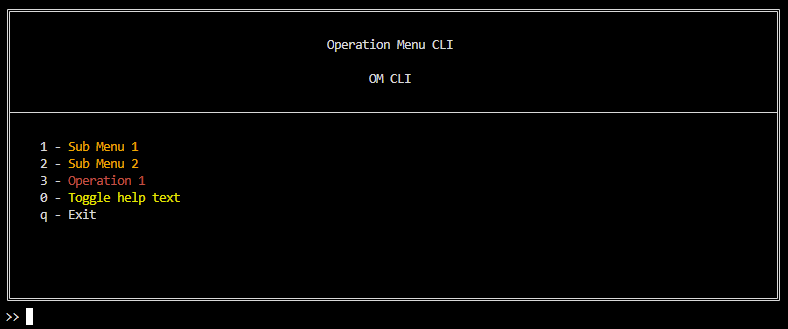 Operation Menu CLI
OM CLI
1 - Sub Menu 1
2 - Sub Menu 2
3 - Operation 1
0 - Toggle help text
q - Exit
>>